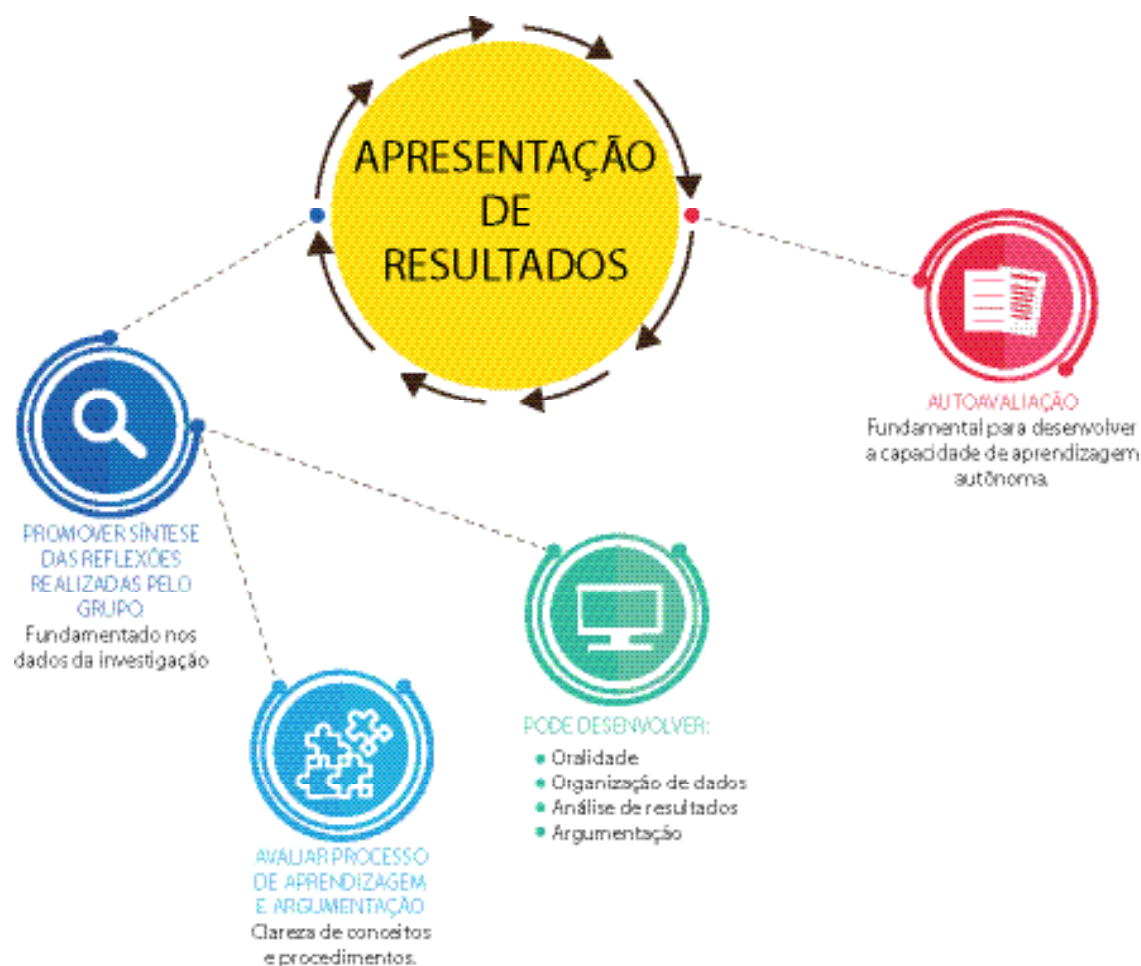 APRESENTAÇÃO
DE
RESULTADOS
AUTOAVALIAÇÃO
Fundamental para desenvolver
a capacidade de aprendizagem
autônoma.
PROMOVER SÍNTESE
DAS REFLEXÕES
REALIZADAS PELO
GRUPO.
Fundamentado nos
dados da investigação
PODE DESENVOLVER:
• Oralidade
• Organização de dados
• Análise de resultados
• Argumentação
AVALIAR PROCESSO
DE APRENDIZAGEM
E ARGUMENTAÇÃO
Clareza de conceitos
e procedimentos.